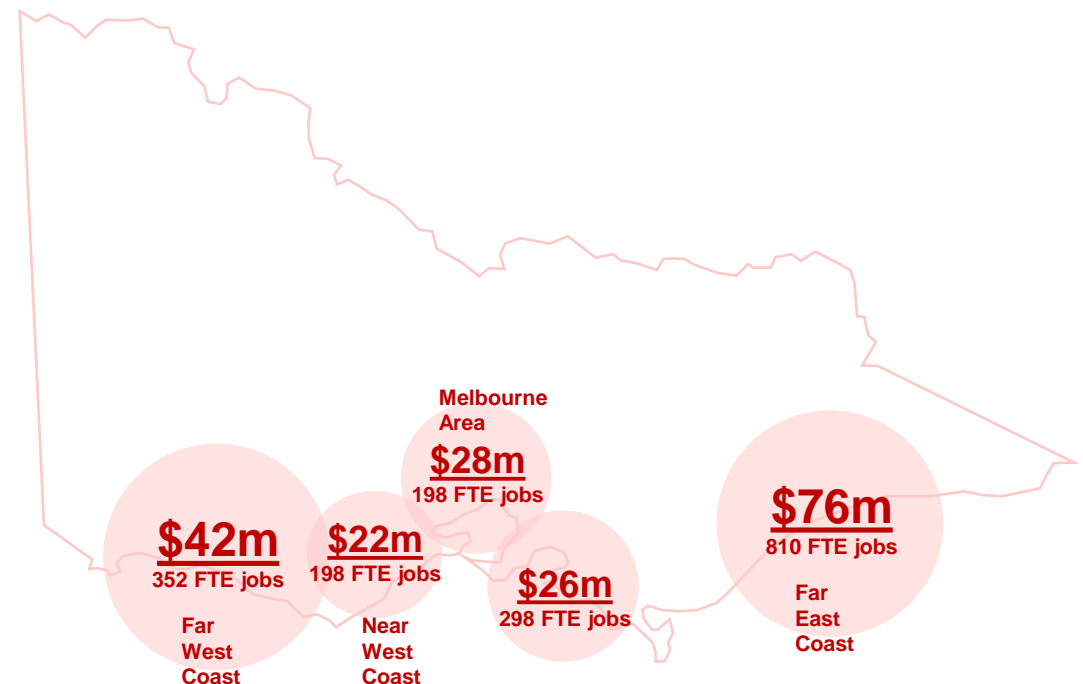 Melbourne
Area
$28m
198 FTE jobs
$42m
352 FTE jobs
Far
West
Coast
$22m
198 FTE jobs
Near
West
Coast
$26m
298 FTE jobs
$76m
810 FTE jobs
Far
East
Coast